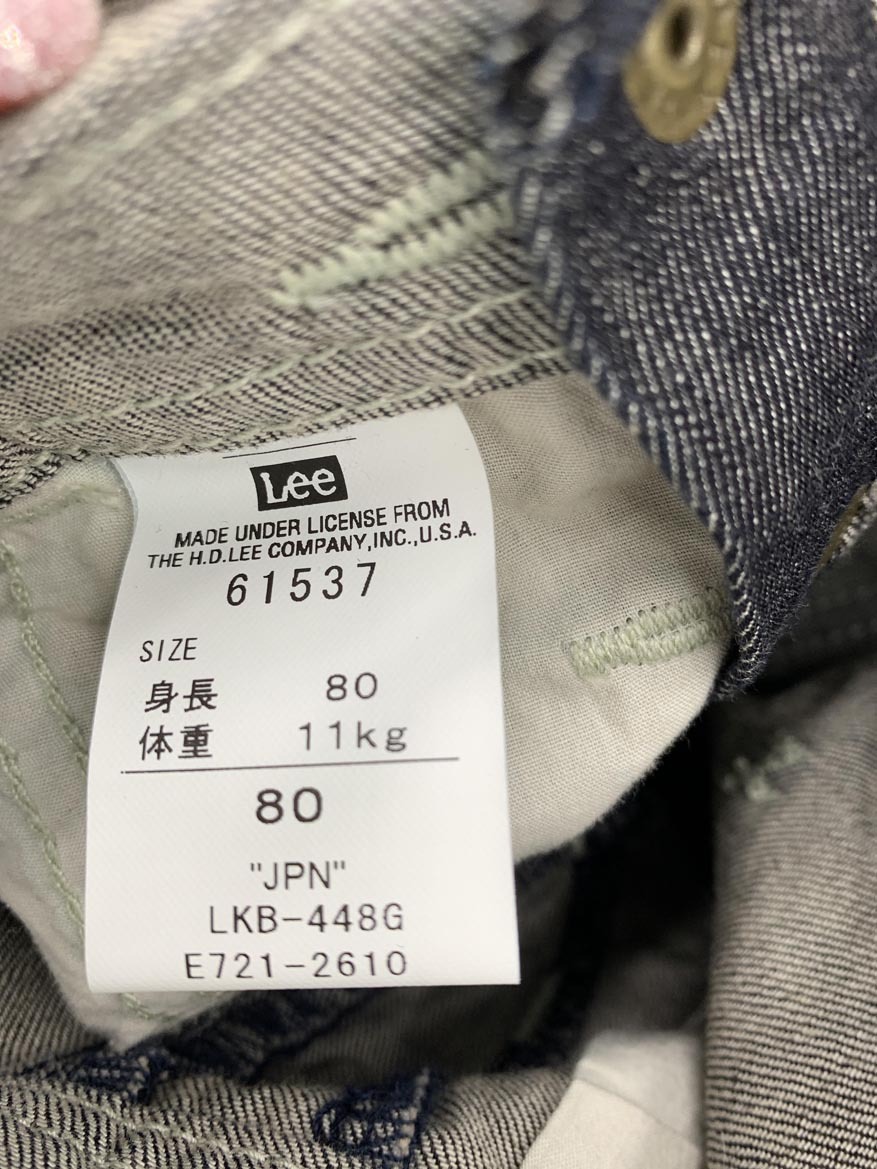 Lee
MADE UNDER LICENSE FROM
THE H.D.LEE COMPANY,INC.,U.S.A.
61537
SIZE
身長 80
体重 11kg
80
"JPN"
LKB-448G
E721-2610